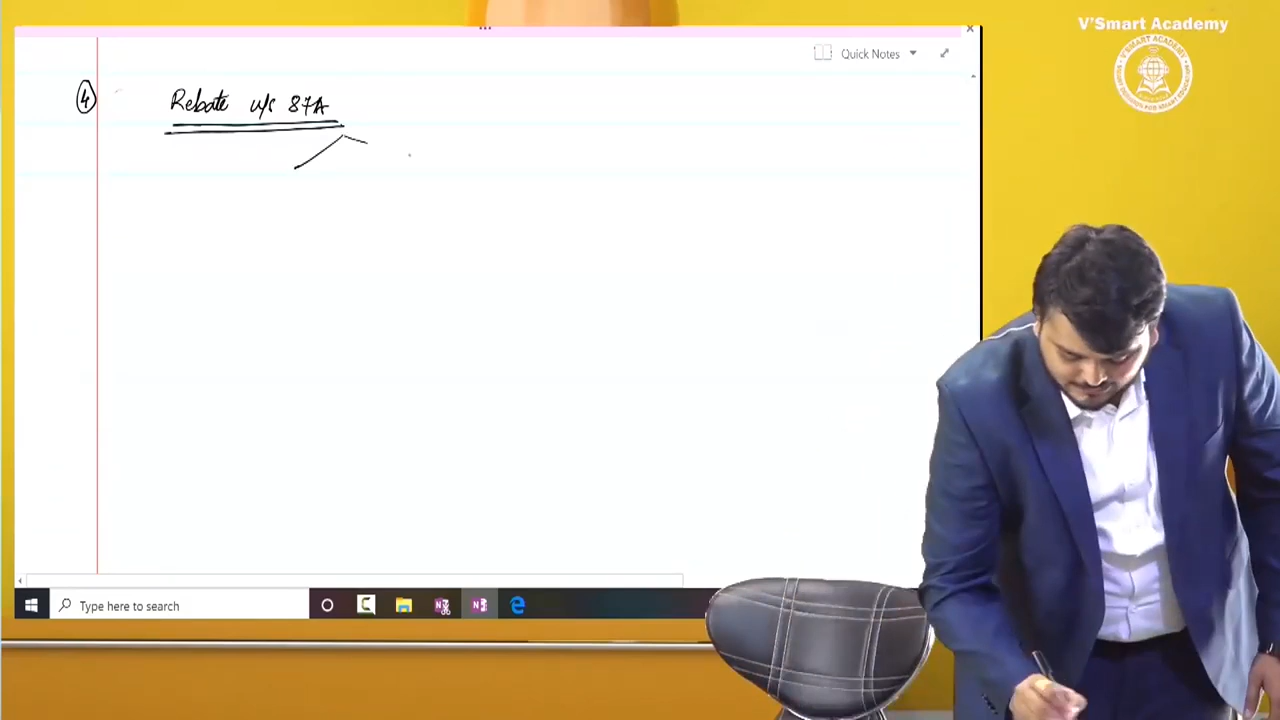 V'Smart Academy
Quick Notes
④ Rebate u/s 87A
Type here to search